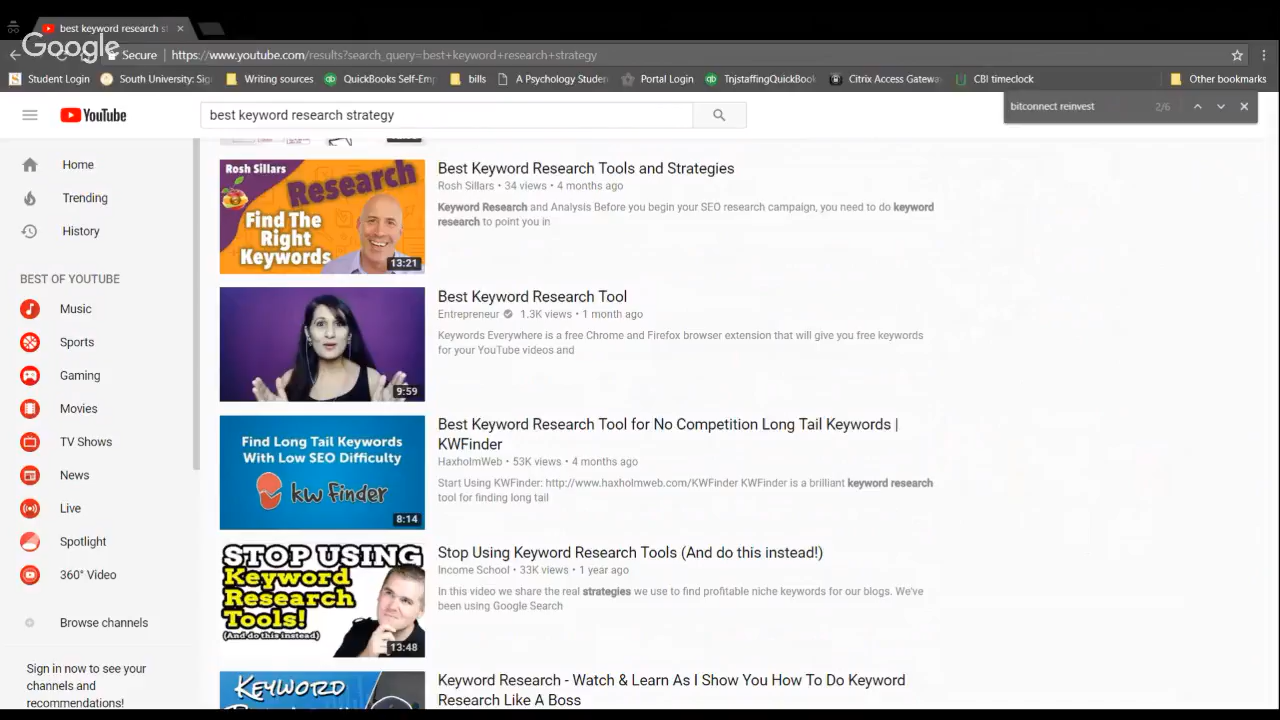 best keyword research s
Google
Secure
https://www.youtube.com/results?search_query=best+keyword+research+strategy
Student Login
South University: Sig
Writing sources
QuickBooks Self-Emp
bills
A Psychology Studen
Portal Login
TnjstaffingQuickBook
Citrix Access Gatewa
CBI timeclock
Other bookmarks
YouTube
best keyword research strategy
bitconnect reinvest
2/6
Home
Trending
History
BEST OF YOUTUBE
Music
Sports
Gaming
Movies
TV Shows
News
Live
Spotlight
360° Video
Browse channels
Sign in now to see your
channels and
recommendations!
Rosh Sillars
Research
Find The
Right
Keywords
13:21
Best Keyword Research Tools and Strategies
Rosh Sillars • 34 views • 4 months ago
Keyword Research and Analysis Before you begin your SEO research campaign, you need to do keyword
research to point you in
9:59
Best Keyword Research Tool
Entrepreneur 1.3K views • 1 month ago
Keywords Everywhere is a free Chrome and Firefox browser extension that will give you free keywords
for your YouTube videos and
Find Long Tail Keywords
With Low SEO Difficulty
kw Finder
8:14
Best Keyword Research Tool for No Competition Long Tail Keywords |
KWFinder
HaxholmWeb • 53K views • 4 months ago
Start Using KWFinder: http://www.haxholmweb.com/KWFinder KWFinder is a brilliant keyword research
tool for finding long tail
STOP USING
Keyword
Research
Tools!
(And do this instead)
13:48
Stop Using Keyword Research Tools (And do this instead!)
Income School • 33K views • 1 year ago
In this video we share the real strategies we use to find profitable niche keywords for our blogs. We've
been using Google Search
KEYWORD
Keyword Research - Watch & Learn As I Show You How To Do Keyword
Research Like A Boss